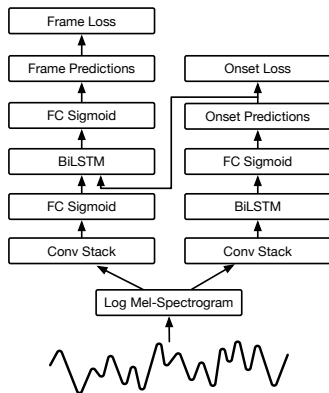 Frame Loss
Frame Predictions
Onset Loss
FC Sigmoid
Onset Predictions
BiLSTM
FC Sigmoid
FC Sigmoid
BiLSTM
Conv Stack
Conv Stack
Log Mel-Spectrogram